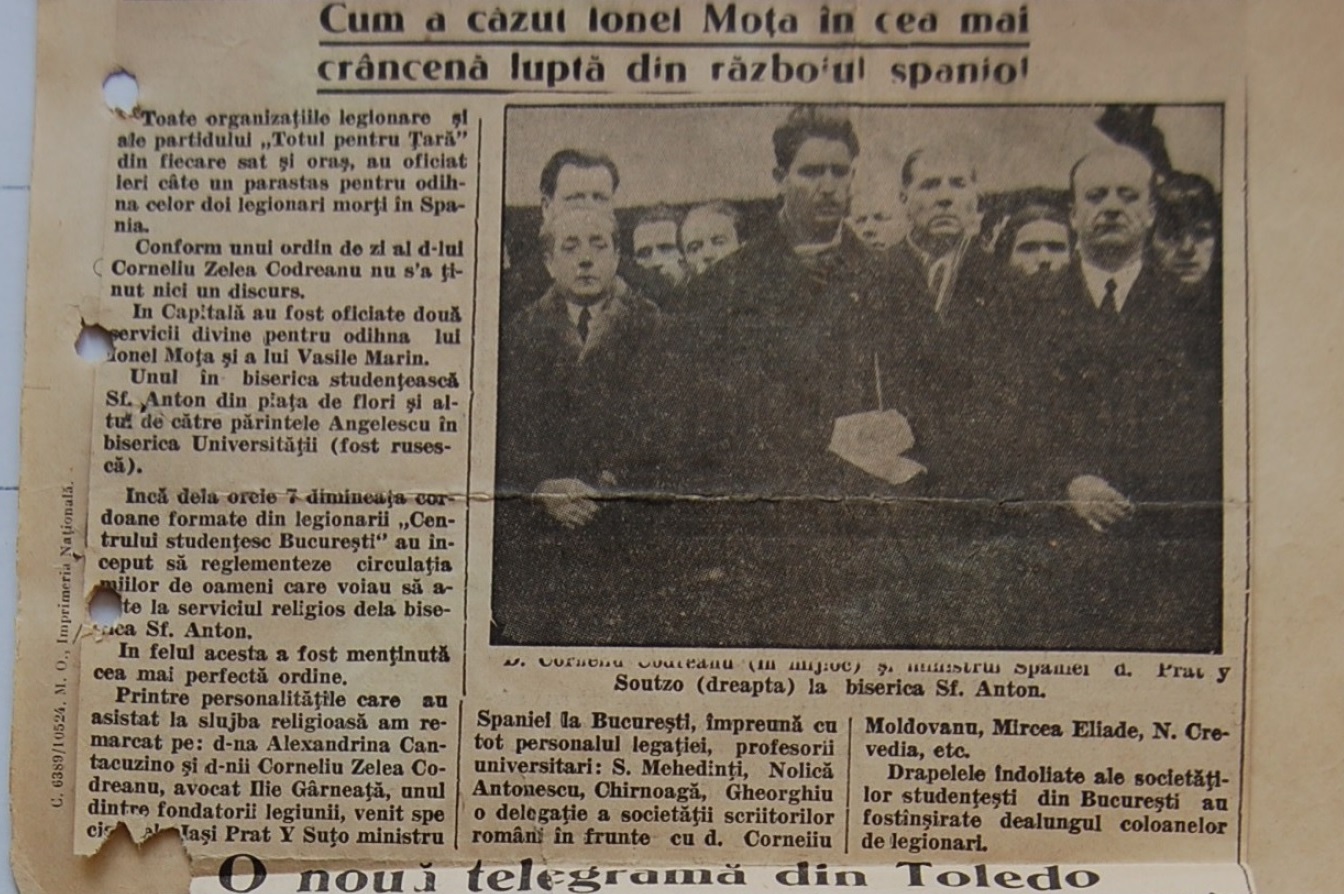 Cum a căzut Ionel Moța în cea mai
crâncenă luptă din războiul spaniol
Toate organizațiile legionare și
ale partidului „Totul pentru Țară”
din fiecare sat și oraș, au oficiat
ieri câte un parastas pentru odih-
na celor doi legionari morți în Spa-
nia.
Conform unui ordin de zi al d-lui
Corneliu Zelea Codreanu nu s'a ți-
nut nici un discurs.
In Capitală au fost oficiate două
servicii divine pentru odihna lui
Ionel Moța și a lui Vasile Marin.
Unul în biserica studențească
Sf. Anton din piața de flori și al-
tul de către părintele Angelescu în
biserica Universității (fost ruseș-
că).
Incă dela orele 7 dimineața cor-
doane formate din legionarii „Cen-
trului studențesc București” au în-
ceput să reglementeze circulația
miilor de oameni care voiau să a-
te la serviciul religios dela bise-
ica Sf. Anton.
In felul acesta a fost menținută
cea mai perfectă ordine.
Printre personalitățile care au
asistat la slujba religioasă am re-
marcat pe: d-na Alexandrina Can-
tacuzino și d-nii Corneliu Zelea Co-
dreanu, avocat Ilie Gârneață, unul
dintre fondatorii legiunii, venit spe
Iași Prat Y Suțo ministru
D. Corneliu Codreanu (în mijloc) și ministrul Spaniei d. Prat y
Soutzo (dreapta) la biserica Sf. Anton.
Spaniei la București, împreună cu
tot personalul legației, profesorii
universitari: S. Mehedinți, Nolică
Antonescu, Chirnoagă, Gheorghiu
o delegație a societății scriitorilor
români în frunte cu d. Corneliu
Moldovanu, Mircea Eliade, N. Cre-
vedia, etc.
Drapelele îndoliate ale societăți-
lor studențești din București au
fostînșirate dealungul coloanelor
de legionari.
O nouă telegramă din Toledo
C. 6389/10524. M. O., Imprimeria Națională.